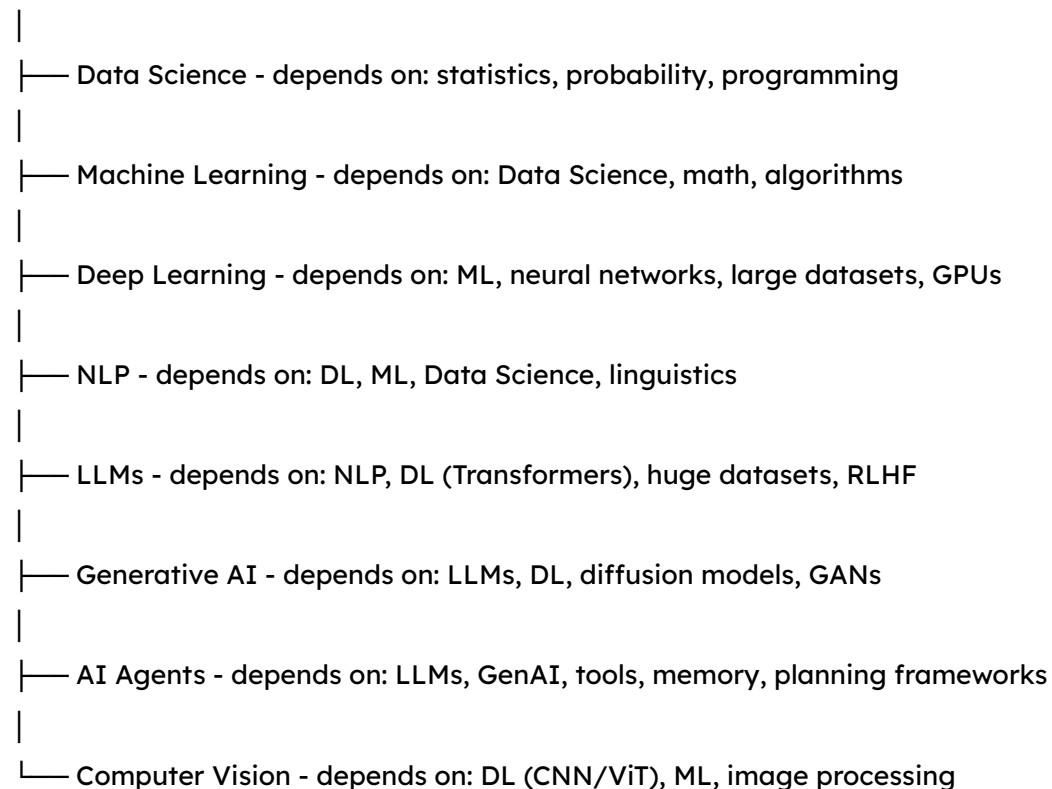 │
├── Data Science - depends on: statistics, probability, programming
│
├── Machine Learning - depends on: Data Science, math, algorithms
│
├── Deep Learning - depends on: ML, neural networks, large datasets, GPUs
│
├── NLP - depends on: DL, ML, Data Science, linguistics
│
├── LLMs - depends on: NLP, DL (Transformers), huge datasets, RLHF
│
├── Generative AI - depends on: LLMs, DL, diffusion models, GANs
│
├── AI Agents - depends on: LLMs, GenAI, tools, memory, planning frameworks
│
└── Computer Vision - depends on: DL (CNN/ViT), ML, image processing